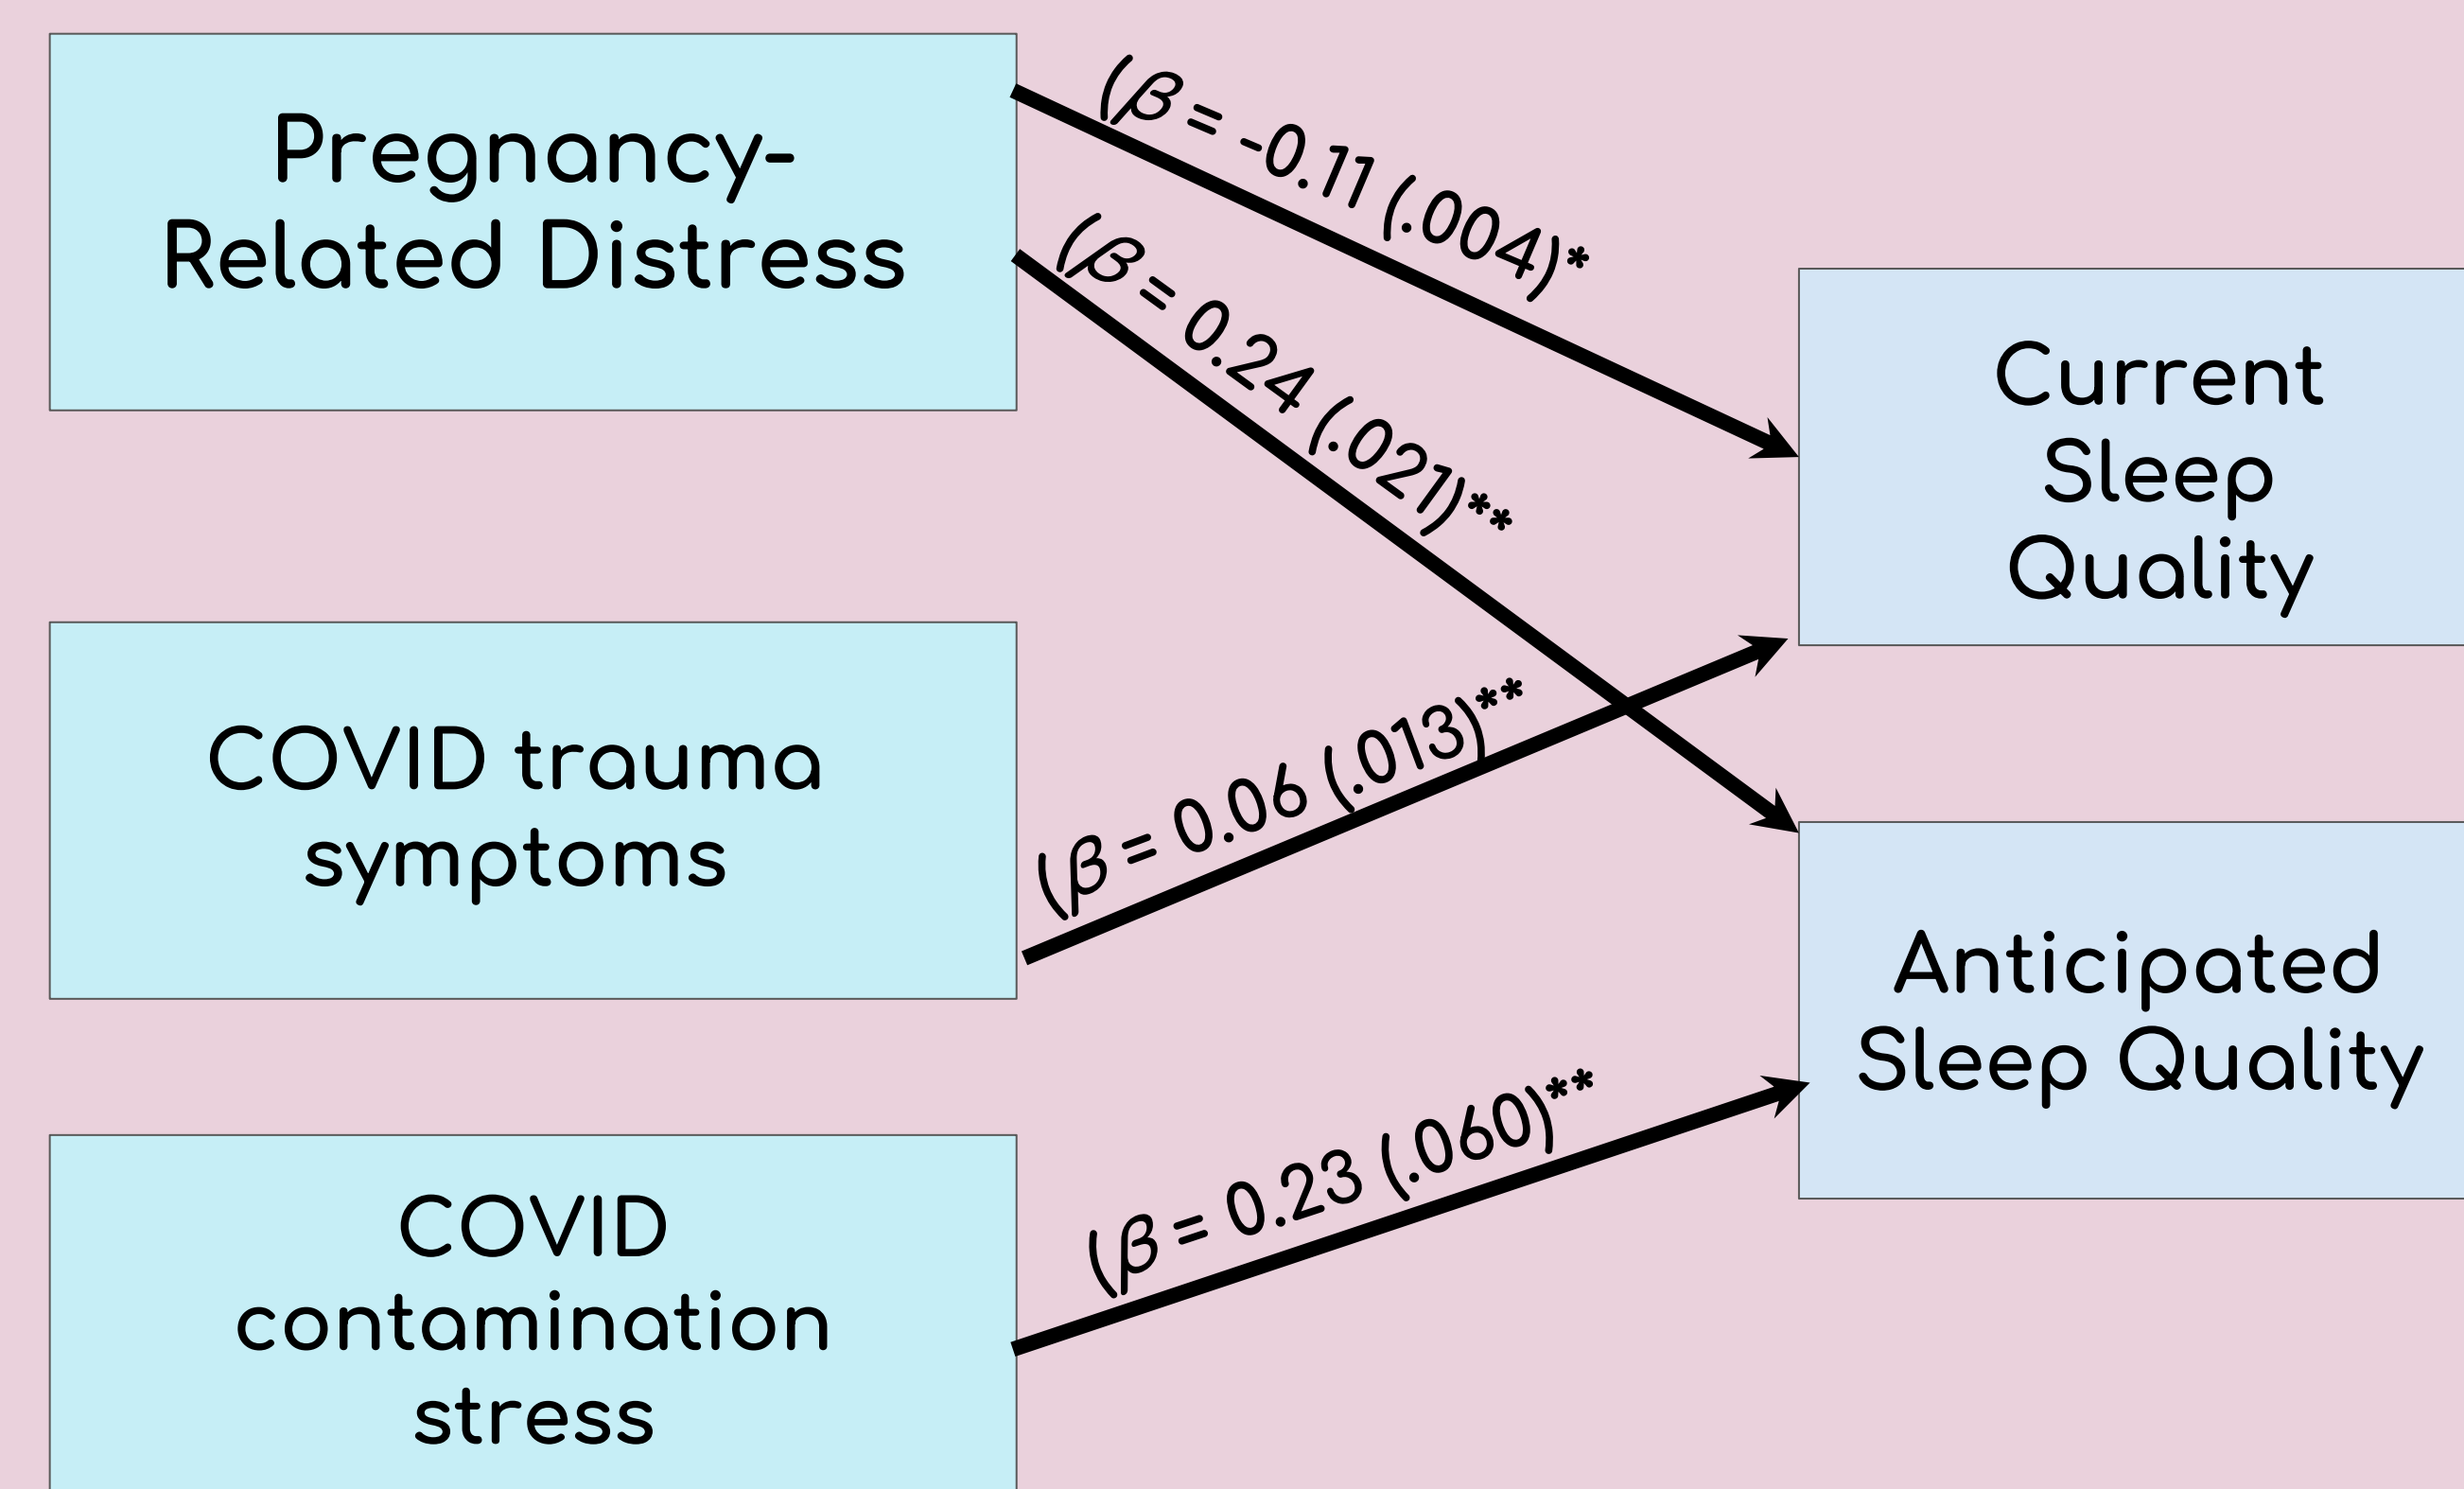 Pregnancy-
Related Distress
(β = -0.11 (.004)*
(β = 0.24 (.021)**
Current
Sleep
Quality
COVID trauma
symptoms
(β = 0.06 (.013)**
Anticipated
Sleep Quality
COVID
contamination
stress
(β = 0.23 (.060)**